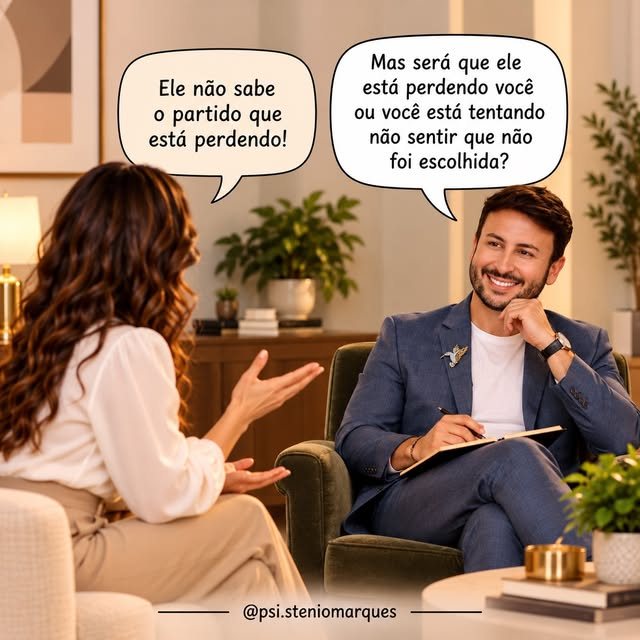 Ele não sabe
o partido que
está perdendo!
Mas será que ele
está perdendo você
ou você está tentando
não sentir que não
foi escolhida?
@psi.steniomarques